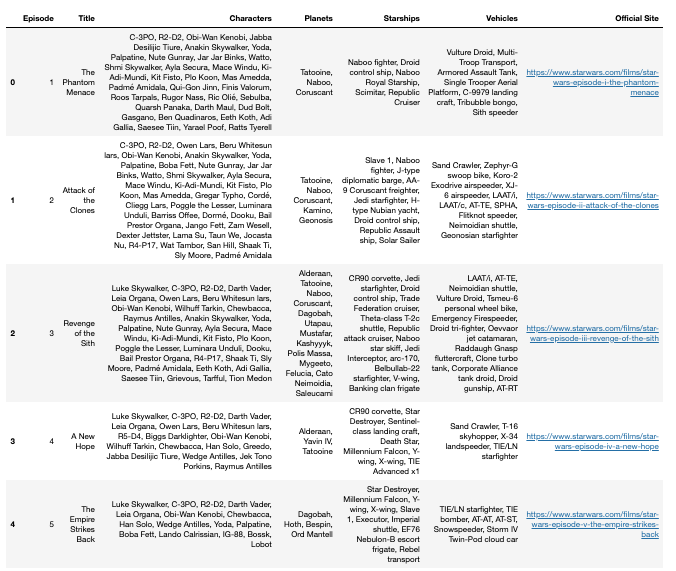 Episode Title Characters Planets Starships Vehicles Official Site
0
1
The
Phantom
Menace
C-3PO, R2-D2, Obi-Wan Kenobi, Jabba
Desilijic Tiure, Anakin Skywalker, Yoda,
Palpatine, Nute Gunray, Jar Jar Binks, Watto,
Shmi Skywalker, Ayla Secura, Mace Windu, Ki-
Adi-Mundi, Kit Fisto, Plo Koon, Mas Amedda,
Padmé Amidala, Qui-Gon Jinn, Finis Valorum,
Roos Tarpals, Rugor Nass, Ric Olié, Sebulba,
Quarsh Panaka, Darth Maul, Dud Bolt,
Gasgano, Ben Quadinaros, Eeth Koth, Adi
Gallia, Saesee Tiin, Yarael Poof, Ratts Tyerell
Tatooine,
Naboo,
Coruscant
Naboo fighter, Droid
control ship, Naboo
Royal Starship,
Scimitar, Republic
Cruiser
Vulture Droid, Multi-
Troop Transport,
Armored Assault Tank,
Single Trooper Aerial
Platform, C-9979 landing
craft, Tribubble bongo,
Sith speeder
https://www.starwars.com/films/star-
wars-episode-i-the-phantom-
menace
1
2
Attack of
the
Clones
C-3PO, R2-D2, Owen Lars, Beru Whitesun
lars, Obi-Wan Kenobi, Anakin Skywalker, Yoda,
Palpatine, Boba Fett, Nute Gunray, Jar Jar
Binks, Watto, Shmi Skywalker, Ayla Secura,
Mace Windu, Ki-Adi-Mundi, Kit Fisto, Plo
Koon, Mas Amedda, Gregar Typho, Cordé,
Cliegg Lars, Poggle the Lesser, Luminara
Unduli, Barriss Offee, Dormé, Dooku, Bail
Prestor Organa, Jango Fett, Zam Wesell,
Dexter Jettster, Lama Su, Taun We, Jocasta
Nu, R4-P17, Wat Tambor, San Hill, Shaak Ti,
Sly Moore, Padmé Amidala
Tatooine,
Naboo,
Coruscant,
Kamino,
Geonosis
Slave 1, Naboo
fighter, J-type
diplomatic barge, AA-
9 Coruscant freighter,
Jedi starfighter, H-
type Nubian yacht,
Droid control ship,
Republic Assault
ship, Solar Sailer
Sand Crawler, Zephyr-G
swoop bike, Koro-2
Exodrive airspeeder, XJ-
6 airspeeder, LAAT/i,
LAAT/c, AT-TE, SPHA,
Flitknot speeder,
Neimoidian shuttle,
Geonosian starfighter
https://www.starwars.com/films/star-
wars-episode-ii-attack-of-the-clones
2
3
Revenge
of the
Sith
Luke Skywalker, C-3PO, R2-D2, Darth Vader,
Leia Organa, Owen Lars, Beru Whitesun lars,
Obi-Wan Kenobi, Wilhuff Tarkin, Chewbacca,
Raymus Antilles, Anakin Skywalker, Yoda,
Palpatine, Nute Gunray, Ayla Secura, Mace
Windu, Ki-Adi-Mundi, Kit Fisto, Plo Koon,
Poggle the Lesser, Luminara Unduli, Dooku,
Bail Prestor Organa, R4-P17, Shaak Ti, Sly
Moore, Padmé Amidala, Eeth Koth, Adi Gallia,
Saesee Tiin, Grievous, Tarfful, Tion Medon
Alderaan,
Tatooine,
Naboo,
Coruscant,
Dagobah,
Utapau,
Mustafar,
Kashyyyk,
Polis Massa,
Mygeeto,
Felucia, Cato
Neimoidia,
Saleucami
CR90 corvette, Jedi
starfighter, Droid
control ship, Trade
Federation cruiser,
Theta-class T-2c
shuttle, Republic
attack cruiser, Naboo
star skiff, Jedi
Interceptor, arc-170,
Belbullab-22
starfighter, V-wing,
Banking clan frigate
LAAT/i, AT-TE,
Neimoidian shuttle,
Vulture Droid, Tsmeu-6
personal wheel bike,
Emergency Firespeeder,
Droid tri-fighter, Oevvaor
jet catamaran,
Raddaugh Gnasp
fluttercraft, Clone turbo
tank, Corporate Alliance
tank droid, Droid
gunship, AT-RT
https://www.starwars.com/films/star-
wars-episode-iii-revenge-of-the-sith
3
4
A New
Hope
Luke Skywalker, C-3PO, R2-D2, Darth Vader,
Leia Organa, Owen Lars, Beru Whitesun lars,
R5-D4, Biggs Darklighter, Obi-Wan Kenobi,
Wilhuff Tarkin, Chewbacca, Han Solo, Greedo,
Jabba Desilijic Tiure, Wedge Antilles, Jek Tono
Porkins, Raymus Antilles
Alderaan,
Yavin IV,
Tatooine
CR90 corvette, Star
Destroyer, Sentinel-
class landing craft,
Death Star,
Millennium Falcon, Y-
wing, X-wing, TIE
Advanced x1
Sand Crawler, T-16
skyhopper, X-34
landspeeder, TIE/LN
starfighter
https://www.starwars.com/films/star-
wars-episode-iv-a-new-hope
4
5
The
Empire
Strikes
Back
Luke Skywalker, C-3PO, R2-D2, Darth Vader,
Leia Organa, Obi-Wan Kenobi, Chewbacca,
Han Solo, Wedge Antilles, Yoda, Palpatine,
Boba Fett, Lando Calrissian, IG-88, Bossk,
Lobot
Dagobah,
Hoth, Bespin,
Ord Mantell
Star Destroyer,
Millennium Falcon, Y-
wing, X-wing, Slave
1, Executor, Imperial
shuttle, EF76
Nebulon-B escort
frigate, Rebel
transport
TIE/LN starfighter, TIE
bomber, AT-AT, AT-ST,
Snowspeeder, Storm IV
Twin-Pod cloud car
https://www.starwars.com/films/star-
wars-episode-v-the-empire-strikes-
back